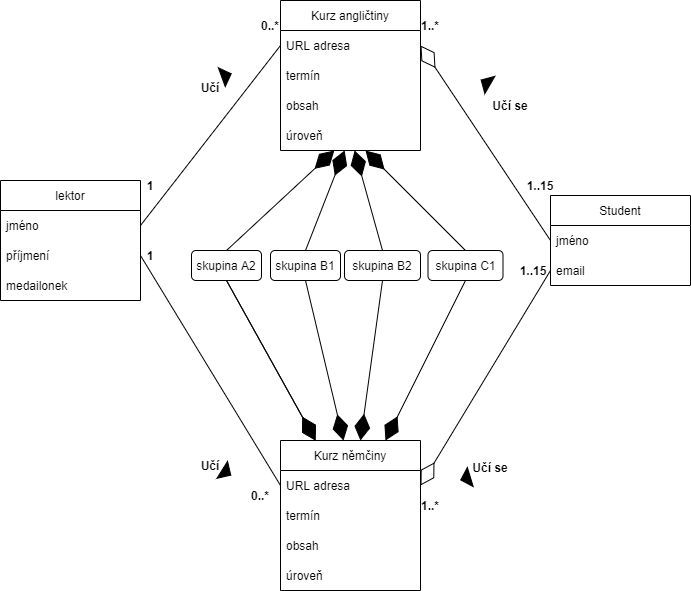 Kurz angličtiny
0..*
1..*
URL adresa
termín
obsah
úroveň
Učí
Učí se
1
1..15
lektor
jméno
příjmení
medailonek
1
Student
jméno
email
1..15
skupina A2
skupina B1
skupina B2
skupina C1
Kurz němčiny
URL adresa
termín
obsah
úroveň
Učí
Učí se
0..*
1..*